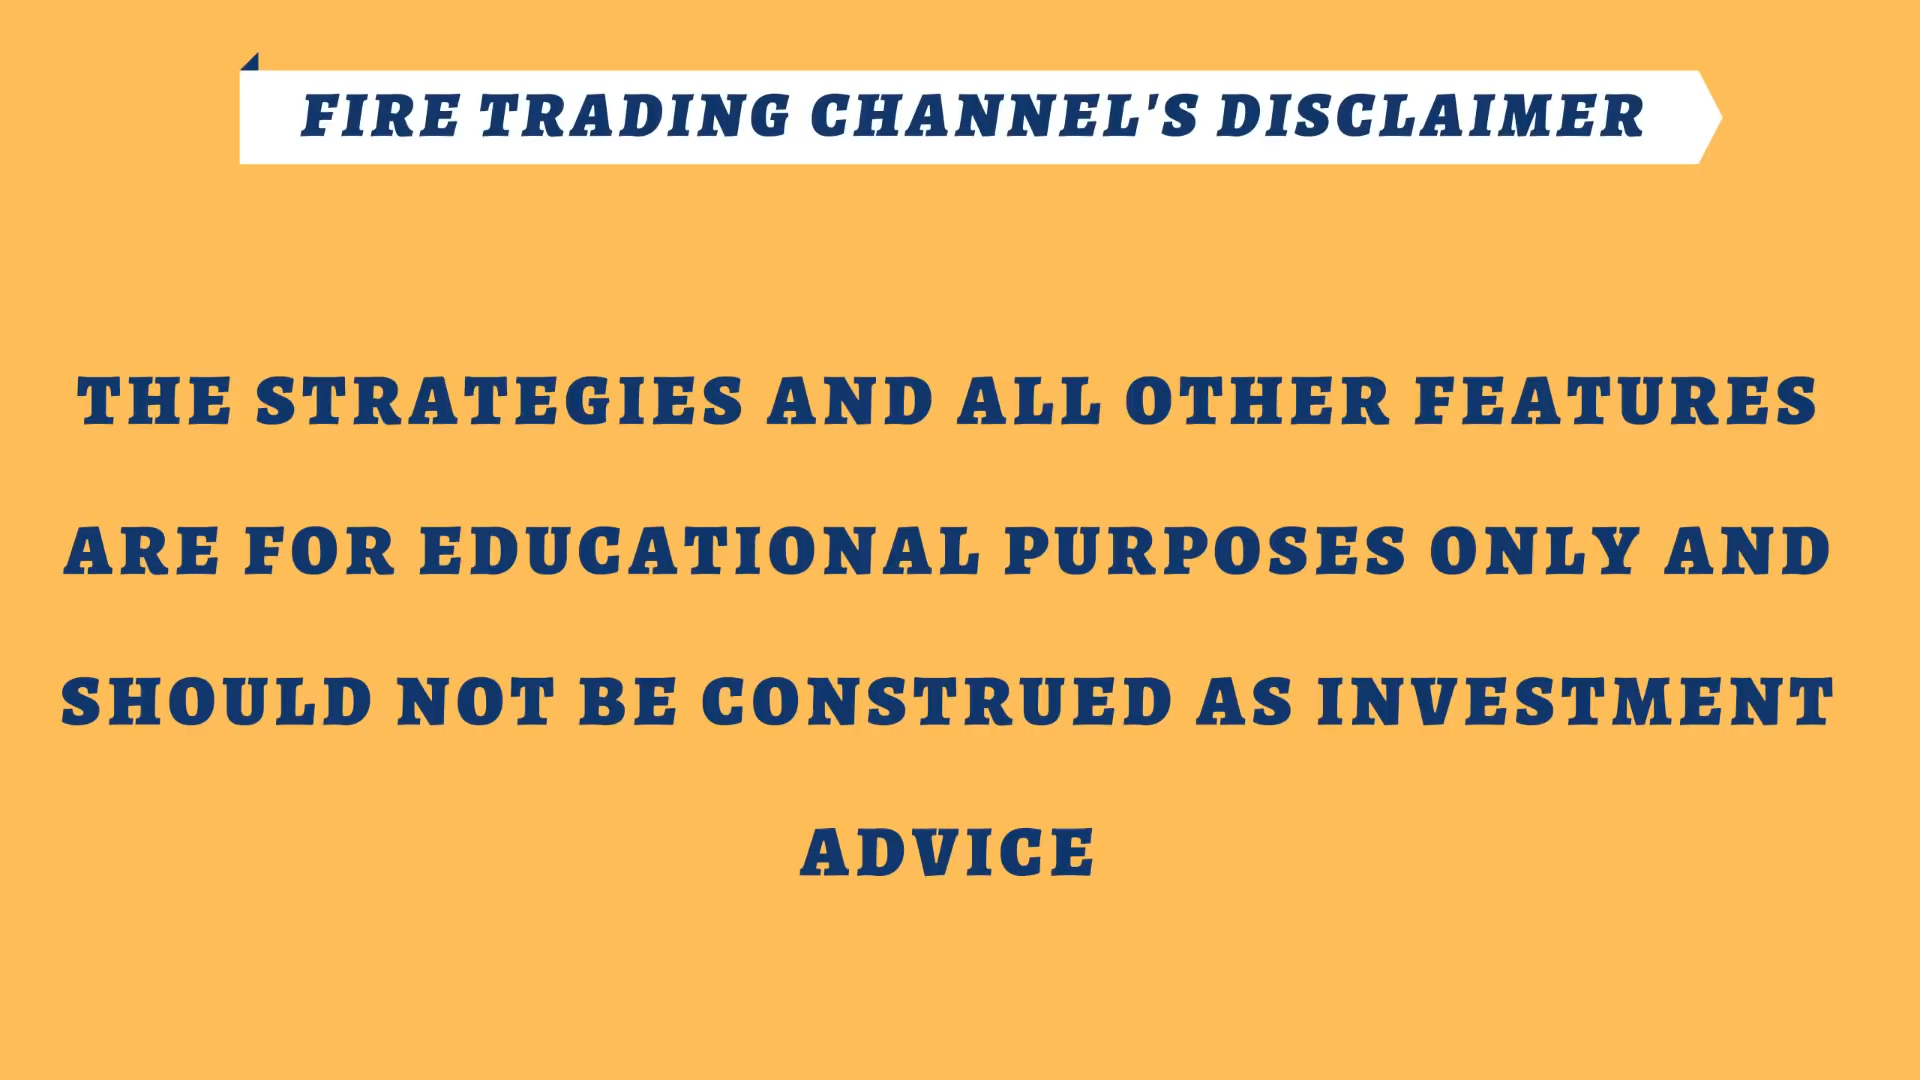 FIRE TRADING CHANNEL'S DISCLAIMER
THE STRATEGIES AND ALL OTHER FEATURES
ARE FOR EDUCATIONAL PURPOSES ONLY AND
SHOULD NOT BE CONSTRUED AS INVESTMENT
ADVICE